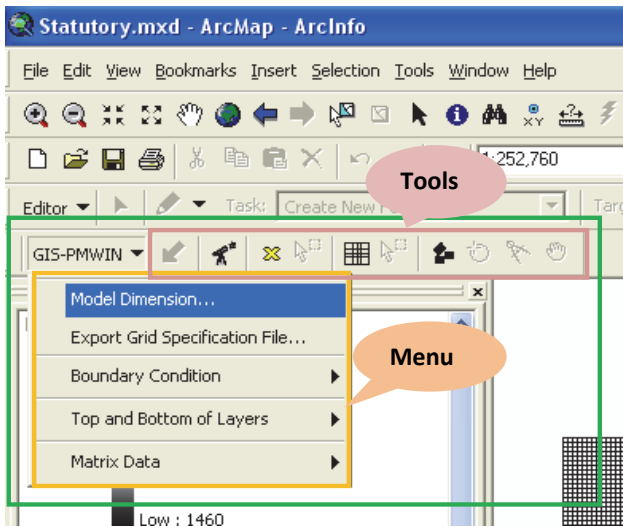 Statutory.mxd - ArcMap - ArcInfo
File Edit View Bookmarks Insert Selection Tools Window Help
XY
1:252,760
Tools
Editor Task: Create New Targ
GIS-PMWIN
Model Dimension...
Export Grid Specification File...
Menu
Boundary Condition
Top and Bottom of Layers
Matrix Data
Low : 1460